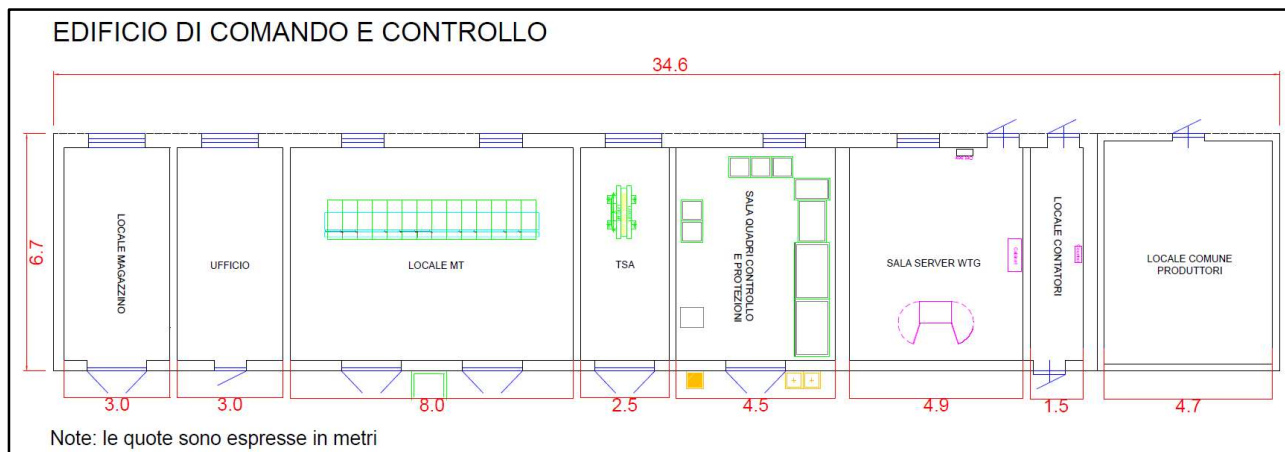 EDIFICIO DI COMANDO E CONTROLLO
34.6
6.7
LOCALE MAGAZZINO
UFFICIO
LOCALE MT
TSA
SALA QUADRI CONTROLLO
E PROTEZIONI
SALA SERVER WTG
LOCALE CONTATORI
LOCALE COMUNE
PRODUTTORI
3.0
3.0
8.0
2.5
4.5
4.9
1.5
4.7
Note: le quote sono espresse in metri